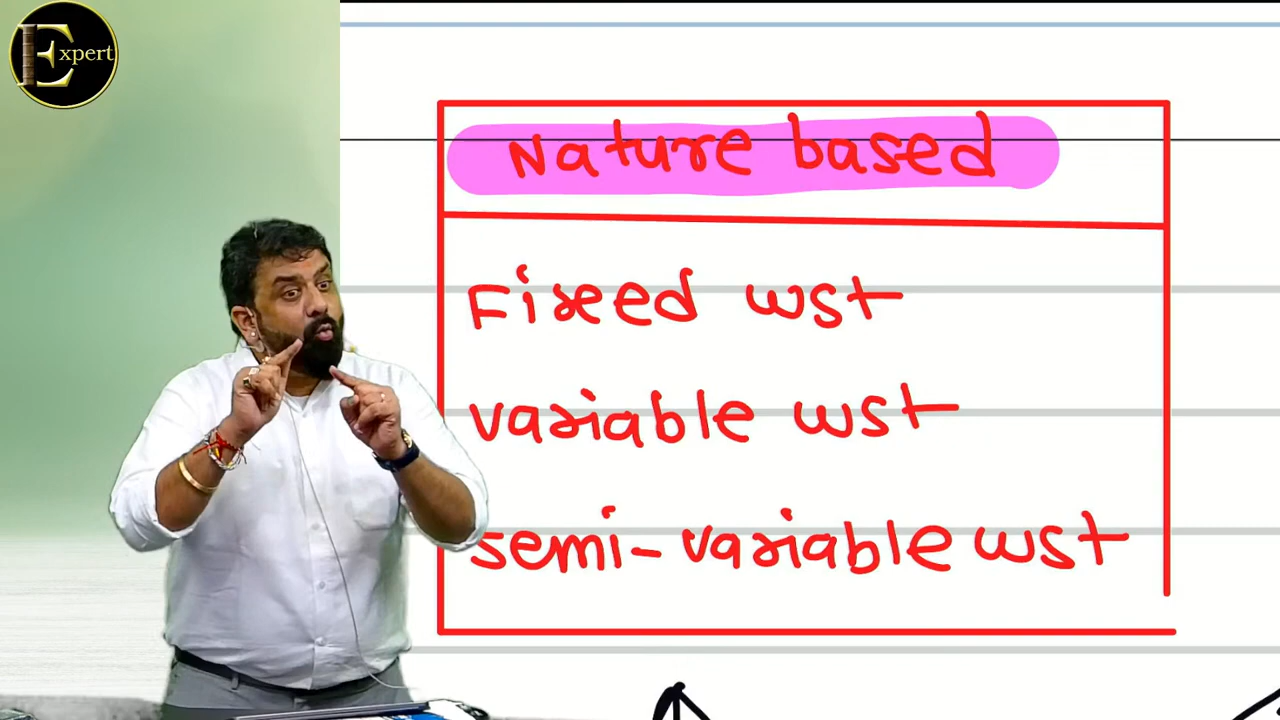 Expert
Nature based
Fixed cost
variable cost
semi-variable cost